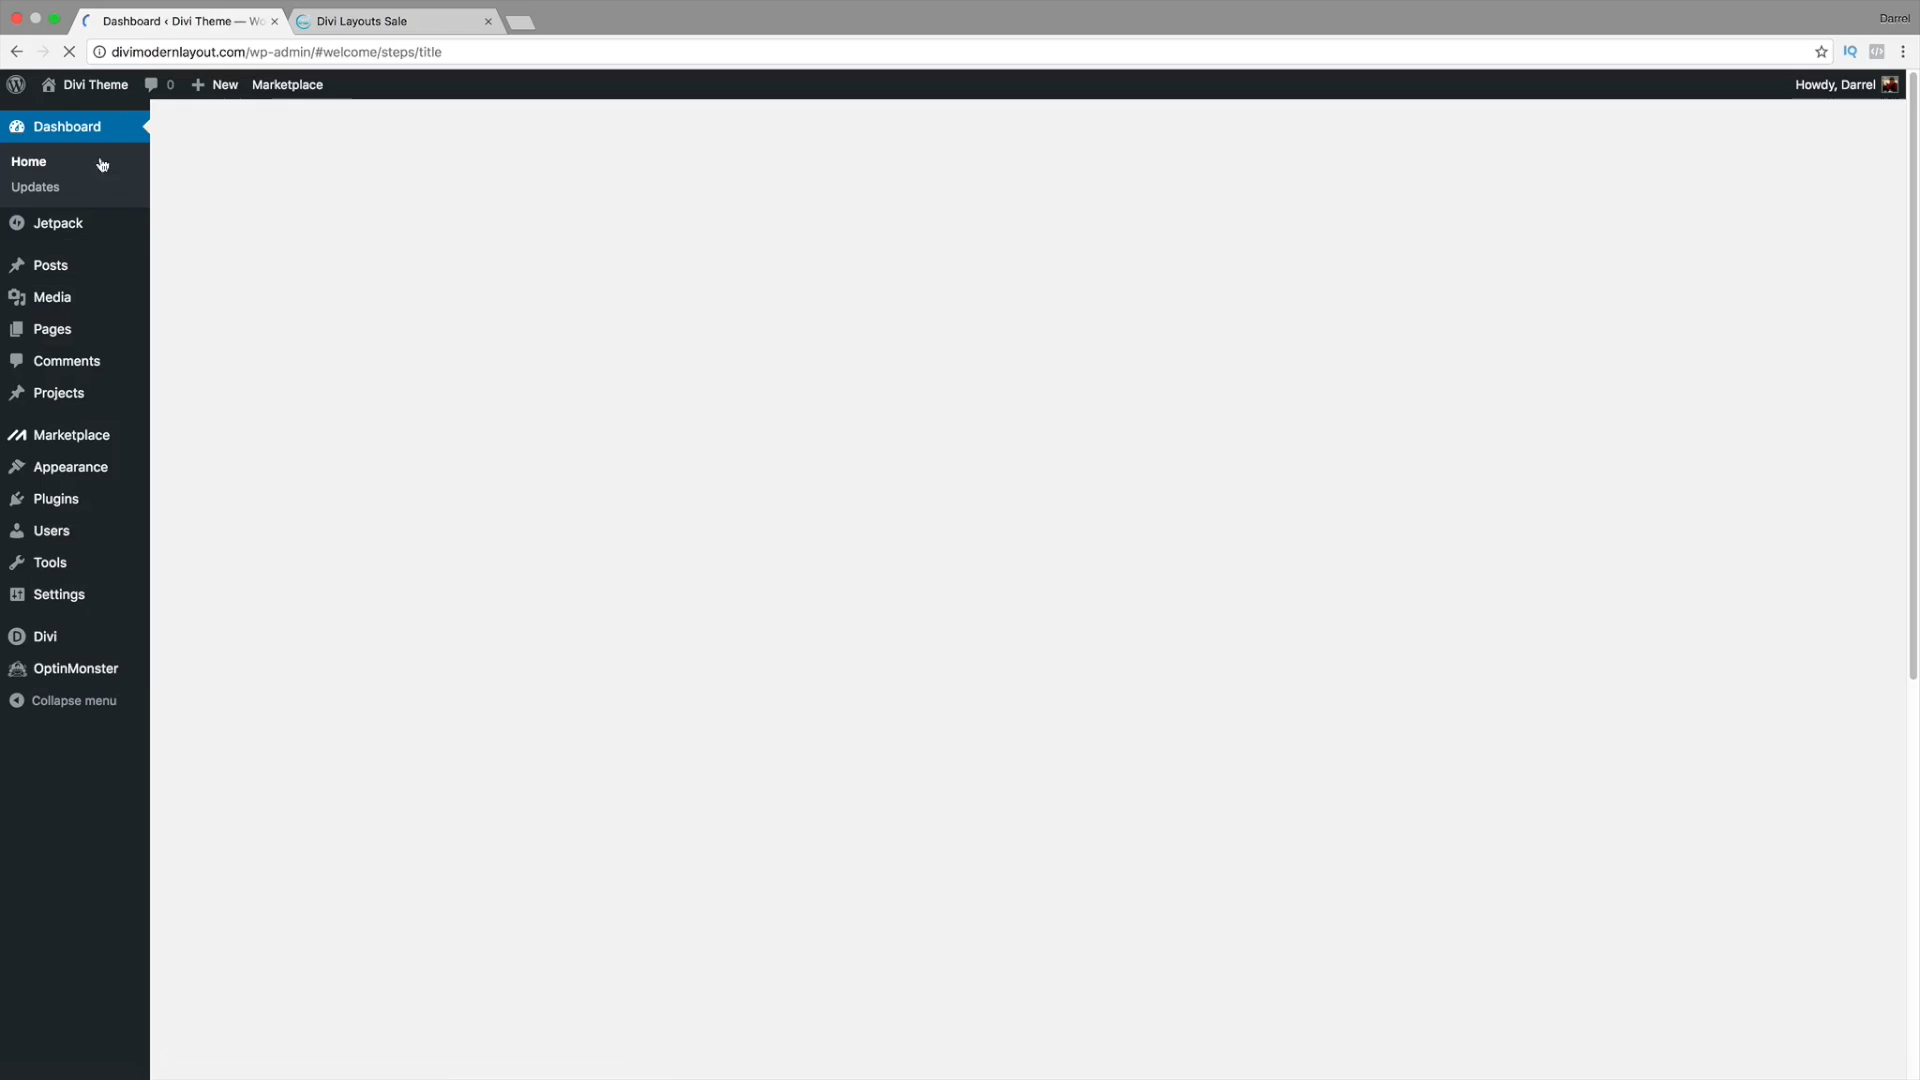 Dashboard ‹ Divi Theme — Wo
Divi Layouts Sale
Darrel
divimodernlayout.com/wp-admin/#welcome/steps/title
IQ
Divi Theme
0
New
Marketplace
Howdy, Darrel
Dashboard
Home
Updates
Jetpack
Posts
Media
Pages
Comments
Projects
Marketplace
Appearance
Plugins
Users
Tools
Settings
Divi
OptinMonster
Collapse menu